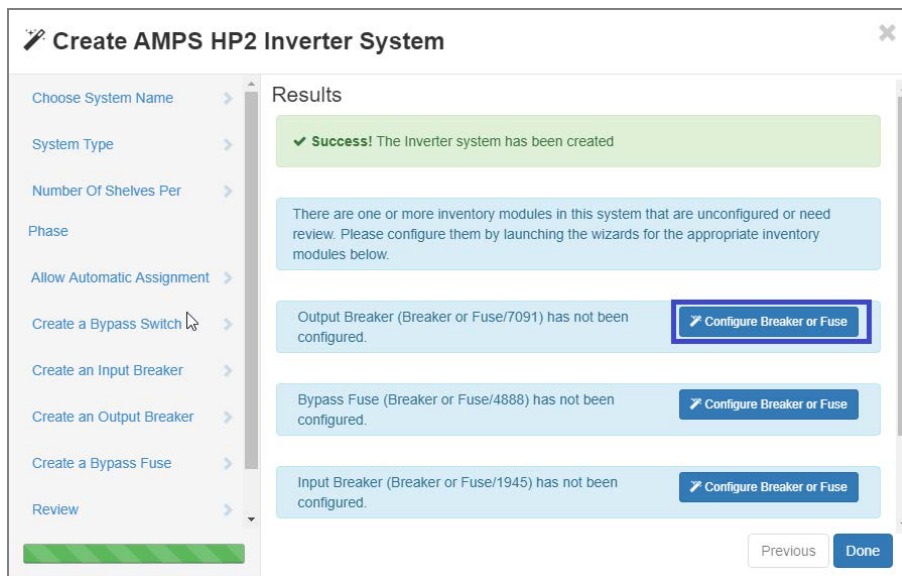 Create AMPS HP2 Inverter System
Choose System Name
System Type
Number Of Shelves Per
Phase
Allow Automatic Assignment
Create a Bypass Switch
Create an Input Breaker
Create an Output Breaker
Create a Bypass Fuse
Review
Results
Success! The Inverter system has been created
There are one or more inventory modules in this system that are unconfigured or need
review. Please configure them by launching the wizards for the appropriate inventory
modules below.
Output Breaker (Breaker or Fuse/7091) has not been
configured.
Configure Breaker or Fuse
Bypass Fuse (Breaker or Fuse/4888) has not been
configured.
Configure Breaker or Fuse
Input Breaker (Breaker or Fuse/1945) has not been
configured.
Configure Breaker or Fuse
Previous
Done